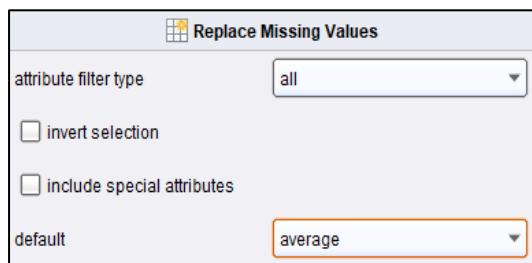 Replace Missing Values
attribute filter type all
invert selection
include special attributes
default average